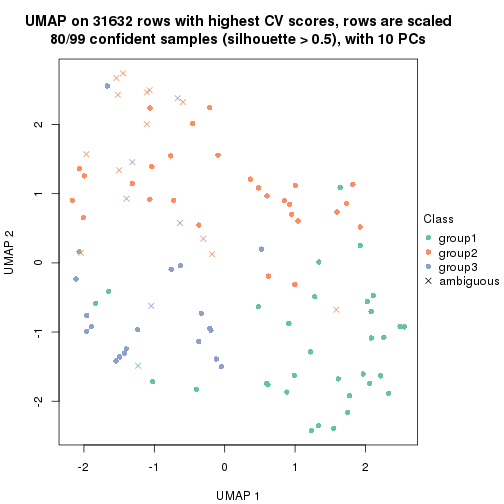 UMAP on 31632 rows with highest CV scores, rows are scaled
80/99 confident samples (silhouette > 0.5), with 10 PCs
2
1
0
-1
-2
UMAP 2
-2
-1
0
1
2
UMAP 1
Class
group1
group2
group3
ambiguous